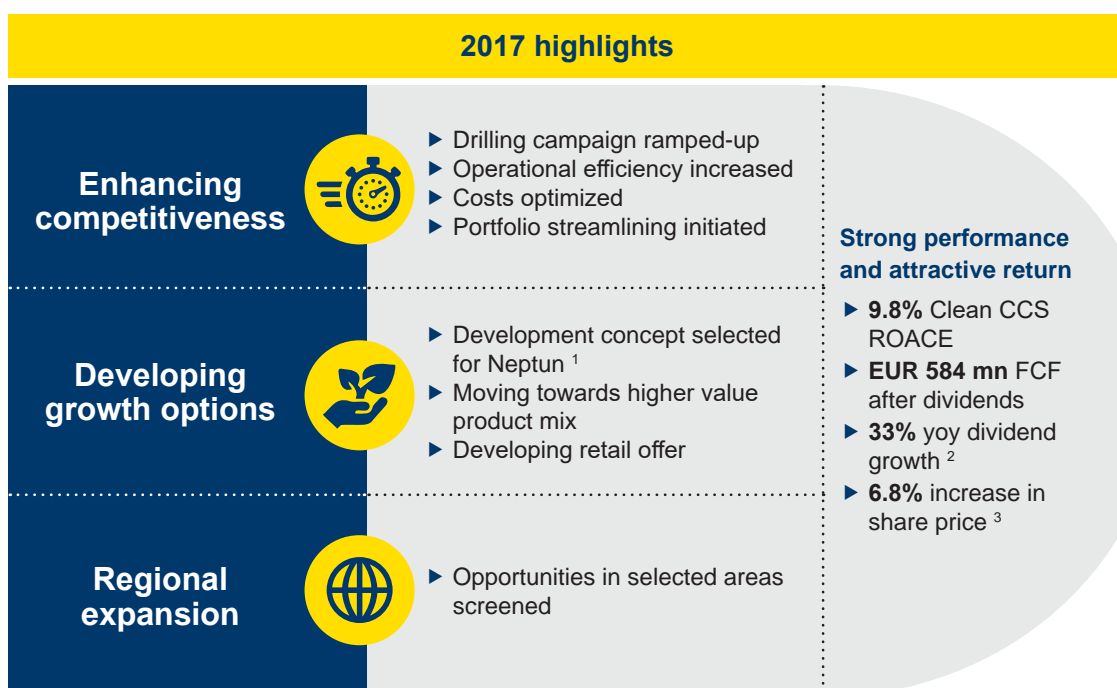 2017 highlights
Enhancing
competitiveness
▶ Drilling campaign ramped-up
▶ Operational efficiency increased
▶ Costs optimized
▶ Portfolio streamlining initiated
Developing
growth options
▶ Development concept selected
for Neptun ¹
▶ Moving towards higher value
product mix
▶ Developing retail offer
Regional
expansion
▶ Opportunities in selected areas
screened
Strong performance
and attractive return
▶ 9.8% Clean CCS
ROACE
▶ EUR 584 mn FCF
after dividends
▶ 33% yoy dividend
growth ²
▶ 6.8% increase in
share price ³